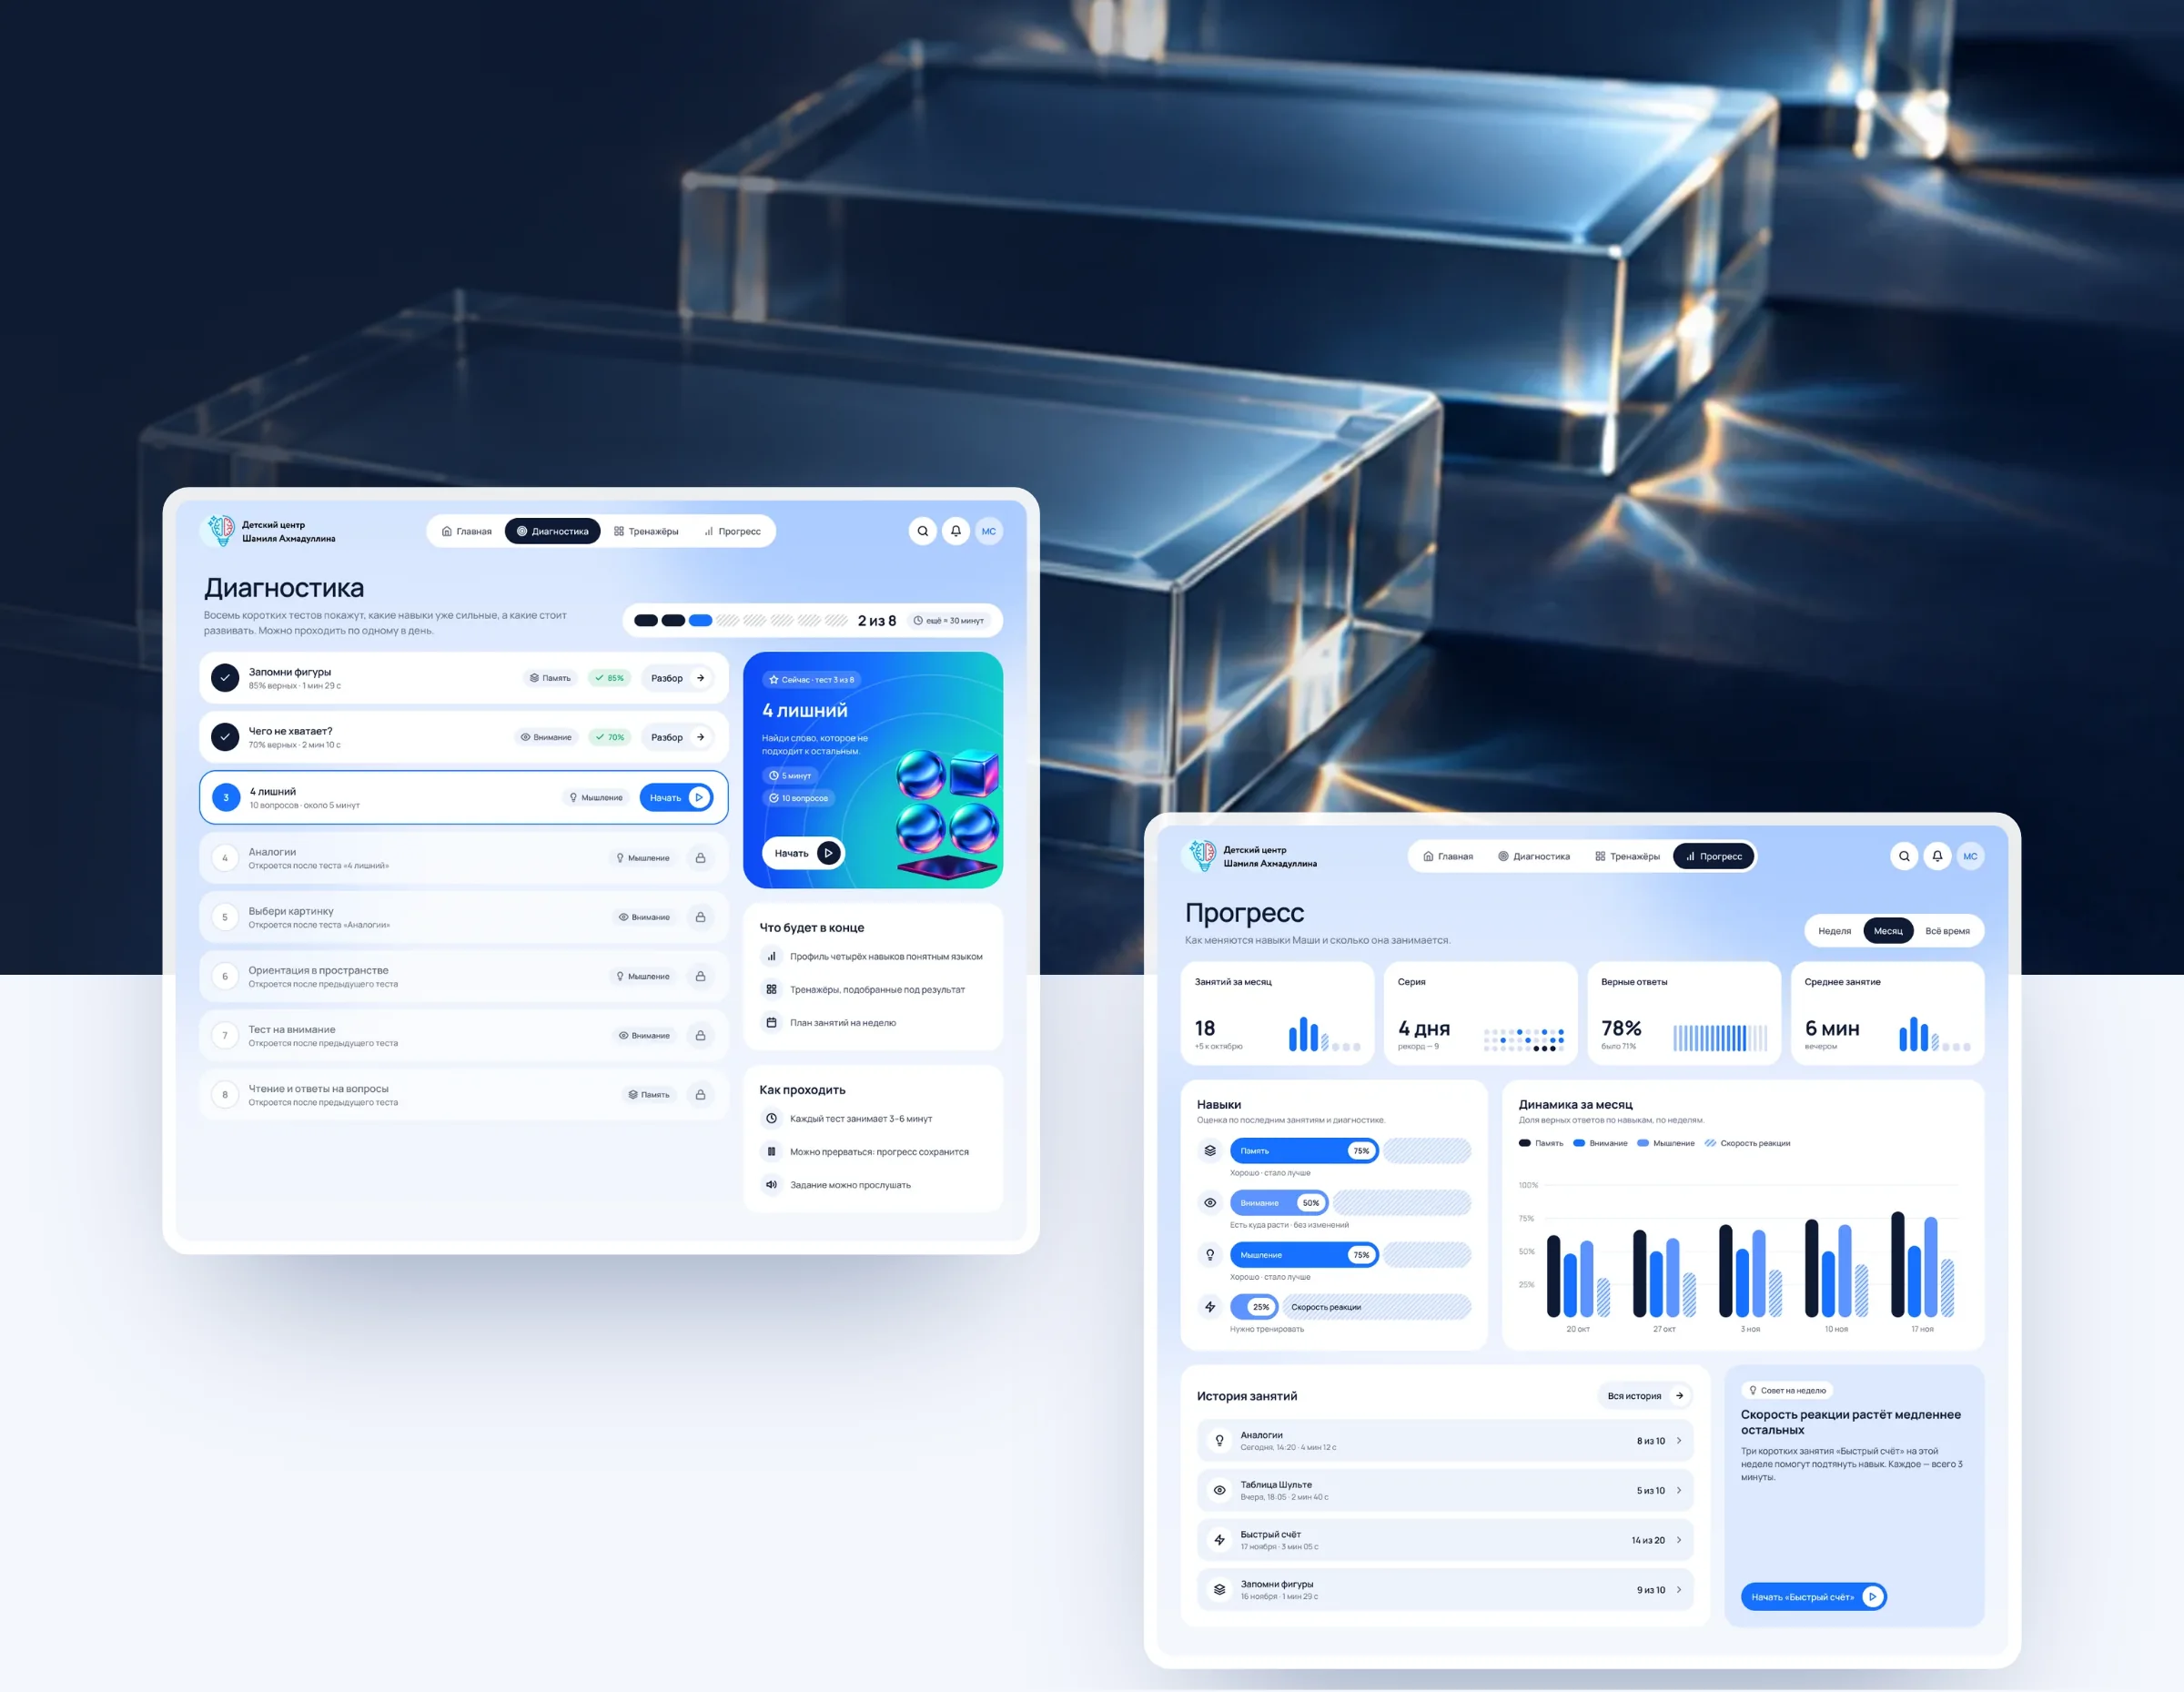 Детский центр
Шамиля Ахмадуллина
Главная
Диагностика
Тренажёры
Прогресс
МС
Диагностика
Восемь коротких тестов покажут, какие навыки уже сильные, а какие стоит
развивать. Можно проходить по одному в день.
2 из 8
ещё ≈ 30 минут
Запомни фигуры
85% верных · 1 мин 29 с
Память
85%
Разбор
Чего не хватает?
70% верных · 2 мин 10 с
Внимание
70%
Разбор
3
4 лишний
10 вопросов · около 5 минут
Мышление
Начать
4
Аналогии
Откроется после теста «4 лишний»
Мышление
5
Выбери картинку
Откроется после теста «Аналогии»
Внимание
6
Ориентация в пространстве
Откроется после предыдущего теста
Мышление
7
Тест на внимание
Откроется после предыдущего теста
Внимание
8
Чтение и ответы на вопросы
Откроется после предыдущего теста
Память
Сейчас · тест 3 из 8
4 лишний
Найди слово, которое не
подходит к остальным.
5 минут
10 вопросов
Начать
Что будет в конце
Профиль четырёх навыков понятным языком
Тренажёры, подобранные под результат
План занятий на неделю
Как проходить
Каждый тест занимает 3–6 минут
Можно прерваться: прогресс сохранится
Задание можно прослушать
Детский центр
Шамиля Ахмадуллина
Главная
Диагностика
Тренажёры
Прогресс
МС
Прогресс
Как меняются навыки Маши и сколько она занимается.
Неделя
Месяц
Всё время
Занятий за месяц
18
+5 к октябрю
Серия
4 дня
рекорд — 9
Верные ответы
78%
было 71%
Среднее занятие
6 мин
вечером
Навыки
Оценка по последним занятиям и диагностике.
Память
75%
Хорошо · стало лучше
Внимание
50%
Есть куда расти · без изменений
Мышление
75%
Хорошо · стало лучше
25%
Скорость реакции
Нужно тренировать
Динамика за месяц
Доля верных ответов по навыкам, по неделям.
Память
Внимание
Мышление
Скорость реакции
100%
75%
50%
25%
20 окт
27 окт
3 ноя
10 ноя
17 ноя
История занятий
Вся история
Аналогии
Сегодня, 14:20 · 4 мин 12 с
8 из 10
Таблица Шульте
Вчера, 18:05 · 2 мин 40 с
5 из 10
Быстрый счёт
17 ноября · 3 мин 05 с
14 из 20
Запомни фигуры
16 ноября · 1 мин 29 с
9 из 10
Совет на неделю
Скорость реакции растёт медленнее
остальных
Три коротких занятия «Быстрый счёт» на этой
неделе помогут подтянуть навык. Каждое — всего 3
минуты.
Начать «Быстрый счёт»